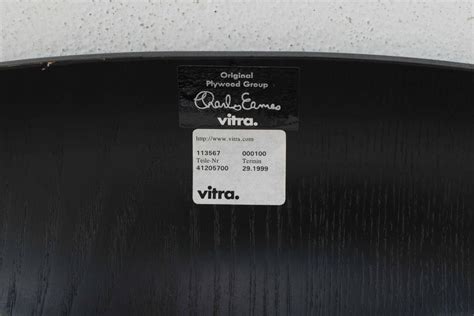 Original
Plywood Group
Charles Eames
vitra.
http://www.vitra.com
113567 000100
Teile-Nr Termin
41205700 29.1999
vitra.